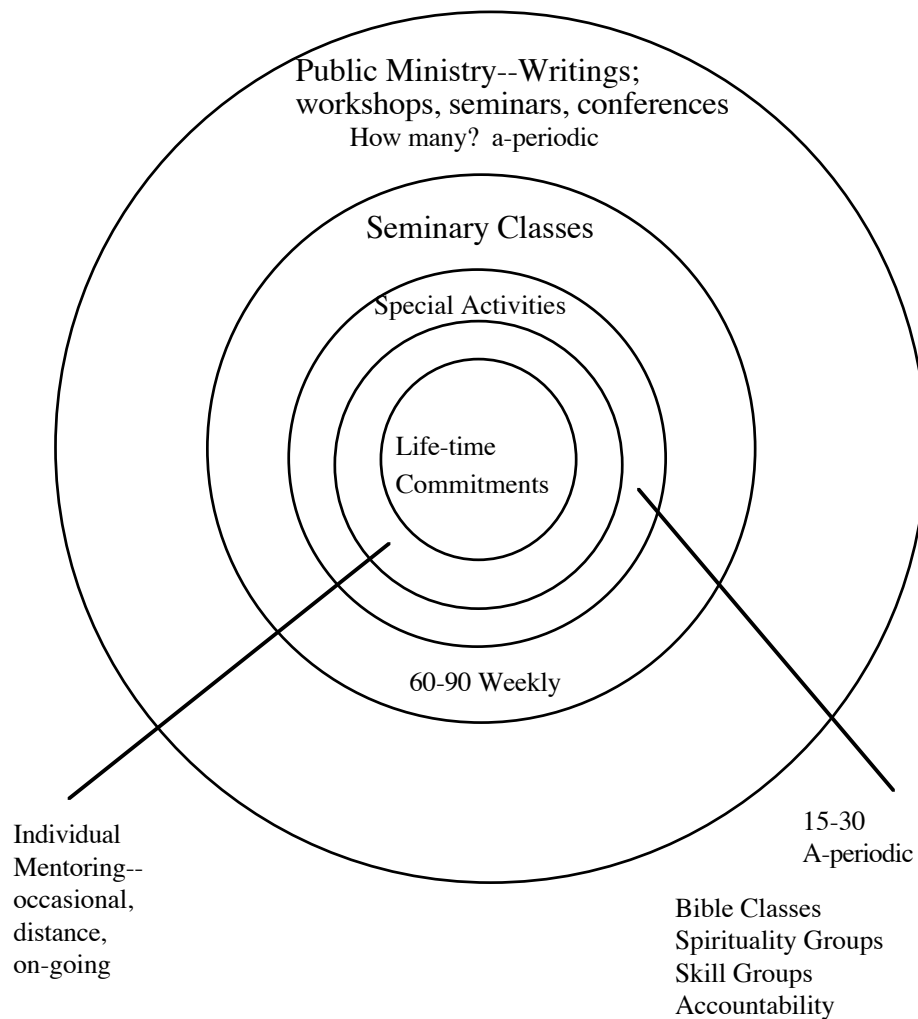 Public Ministry--Writings;
workshops, seminars, conferences
How many? a-periodic
Seminary Classes
Special Activities
Life-time
Commitments
60-90 Weekly
Individual
Mentoring--
occasional,
distance,
on-going
15-30
A-periodic
Bible Classes
Spirituality Groups
Skill Groups
Accountability